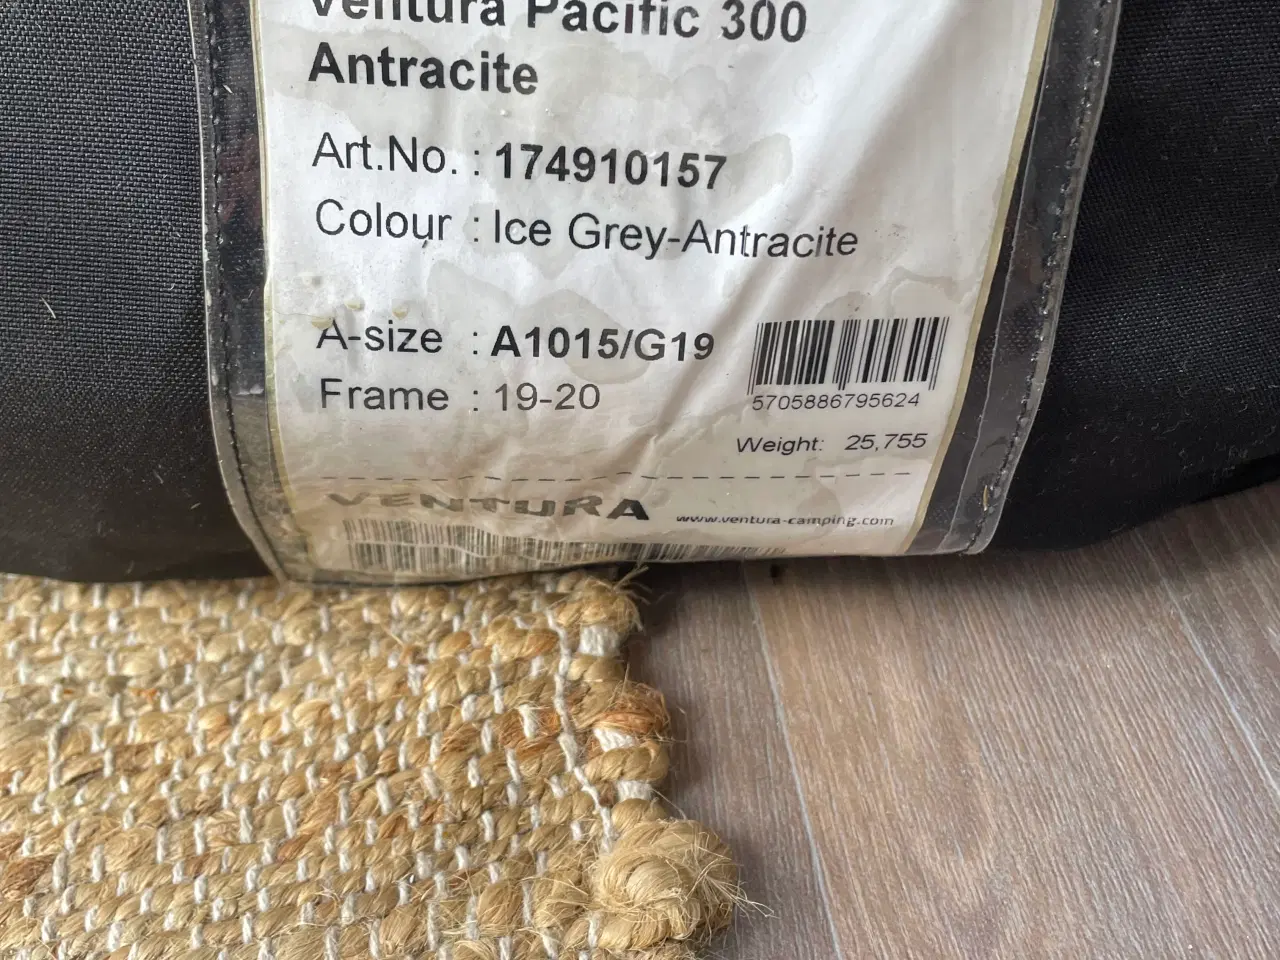 Ventura Pacific 300
Antracite
Art.No. : 174910157
Colour : Ice Grey-Antracite
A-size : A1015/G19
Frame : 19-20
5705886795624
Weight: 25,755
VENTURA
www.ventura-camping.com